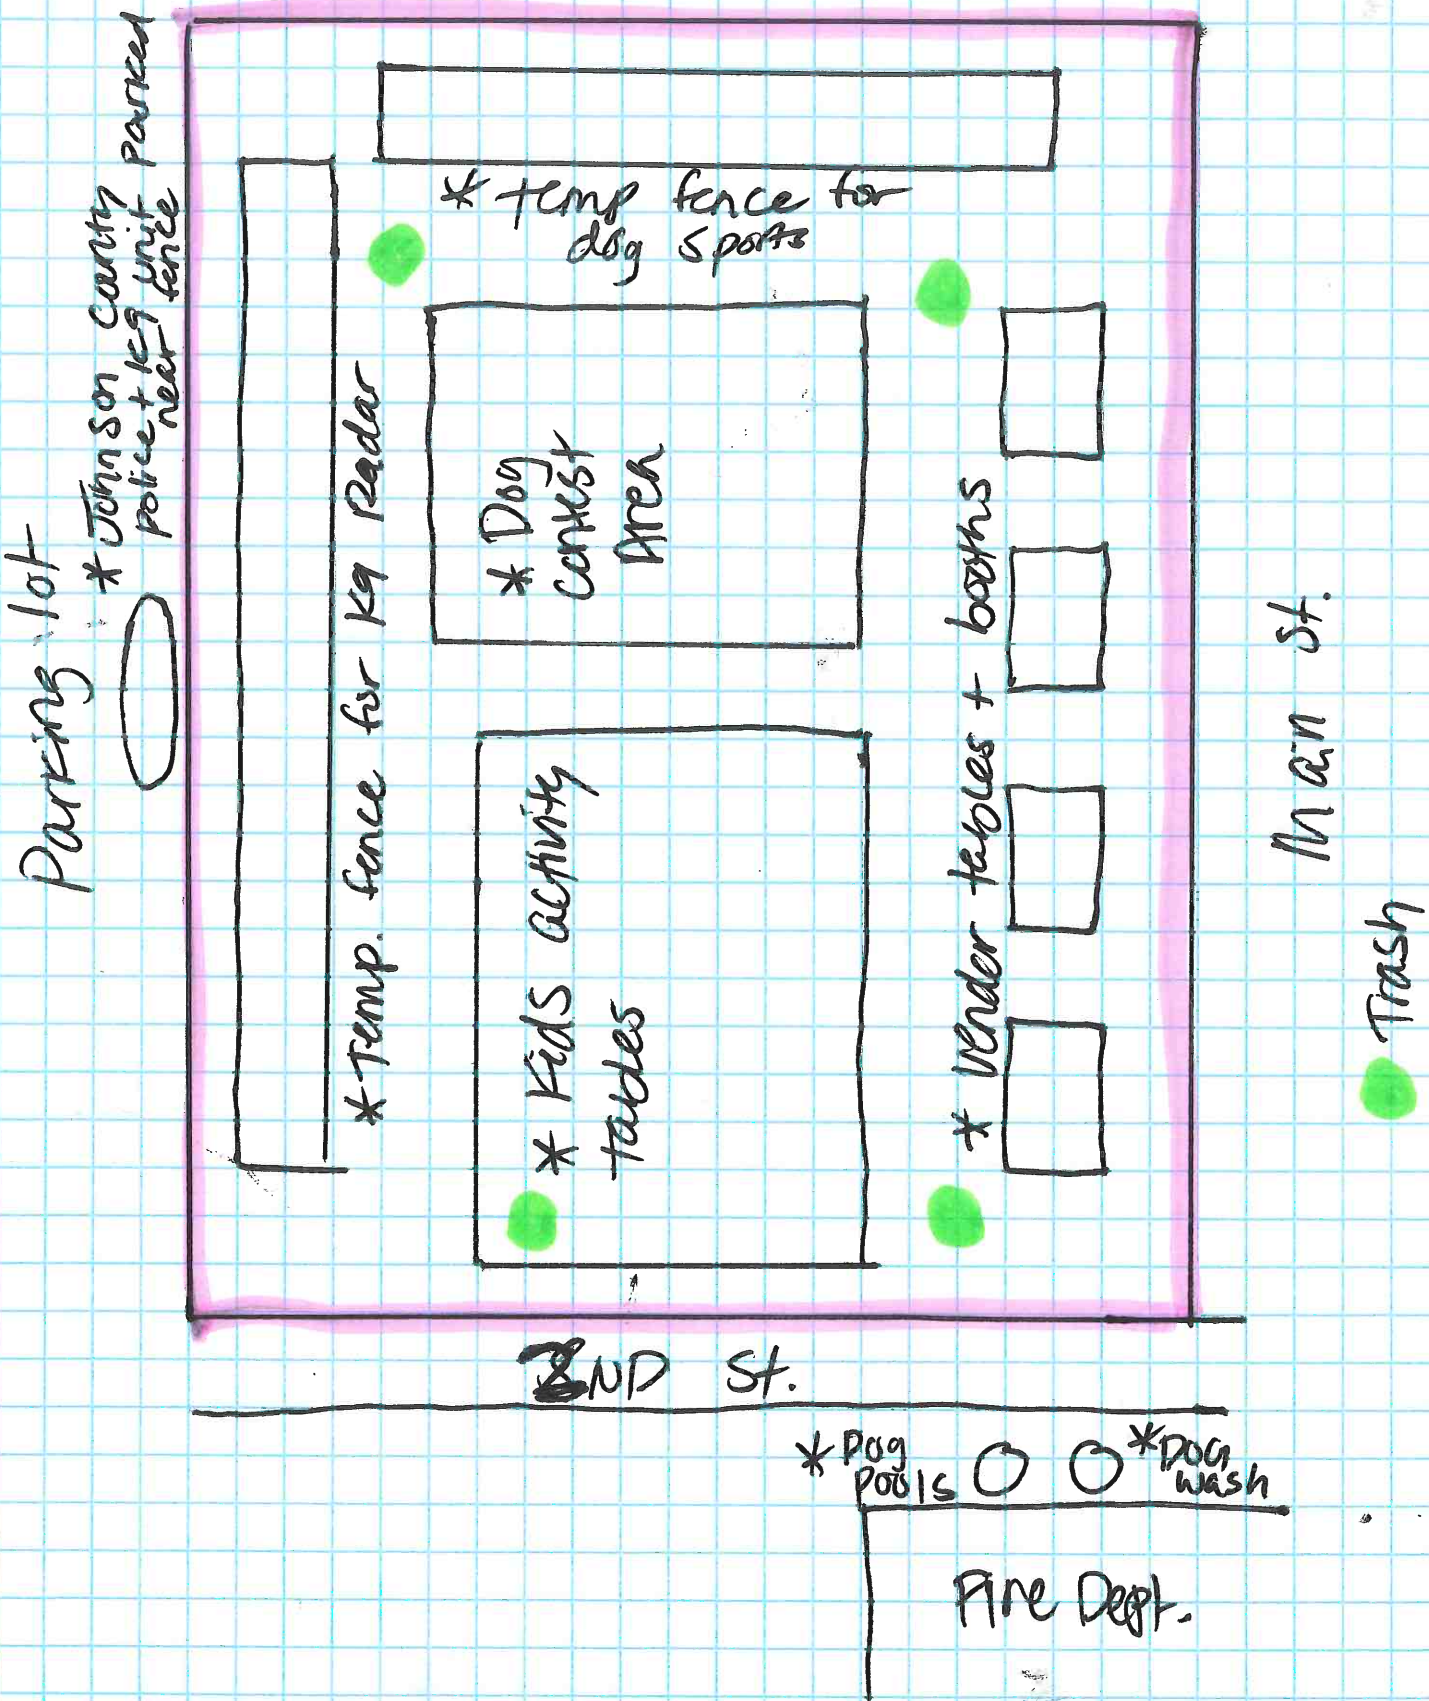 Parking lot
* Johnson County
police + K9 unit parked
near fence
* temp fence for
dog sports
* Temp. fence for K9 Radar
* Dog
Contest
Area
* Kids activity
tables
* Vender tables + booths
Main St.
Trash
2ND St.
* Dog
Pools
* Dog
wash
Fire Dept.